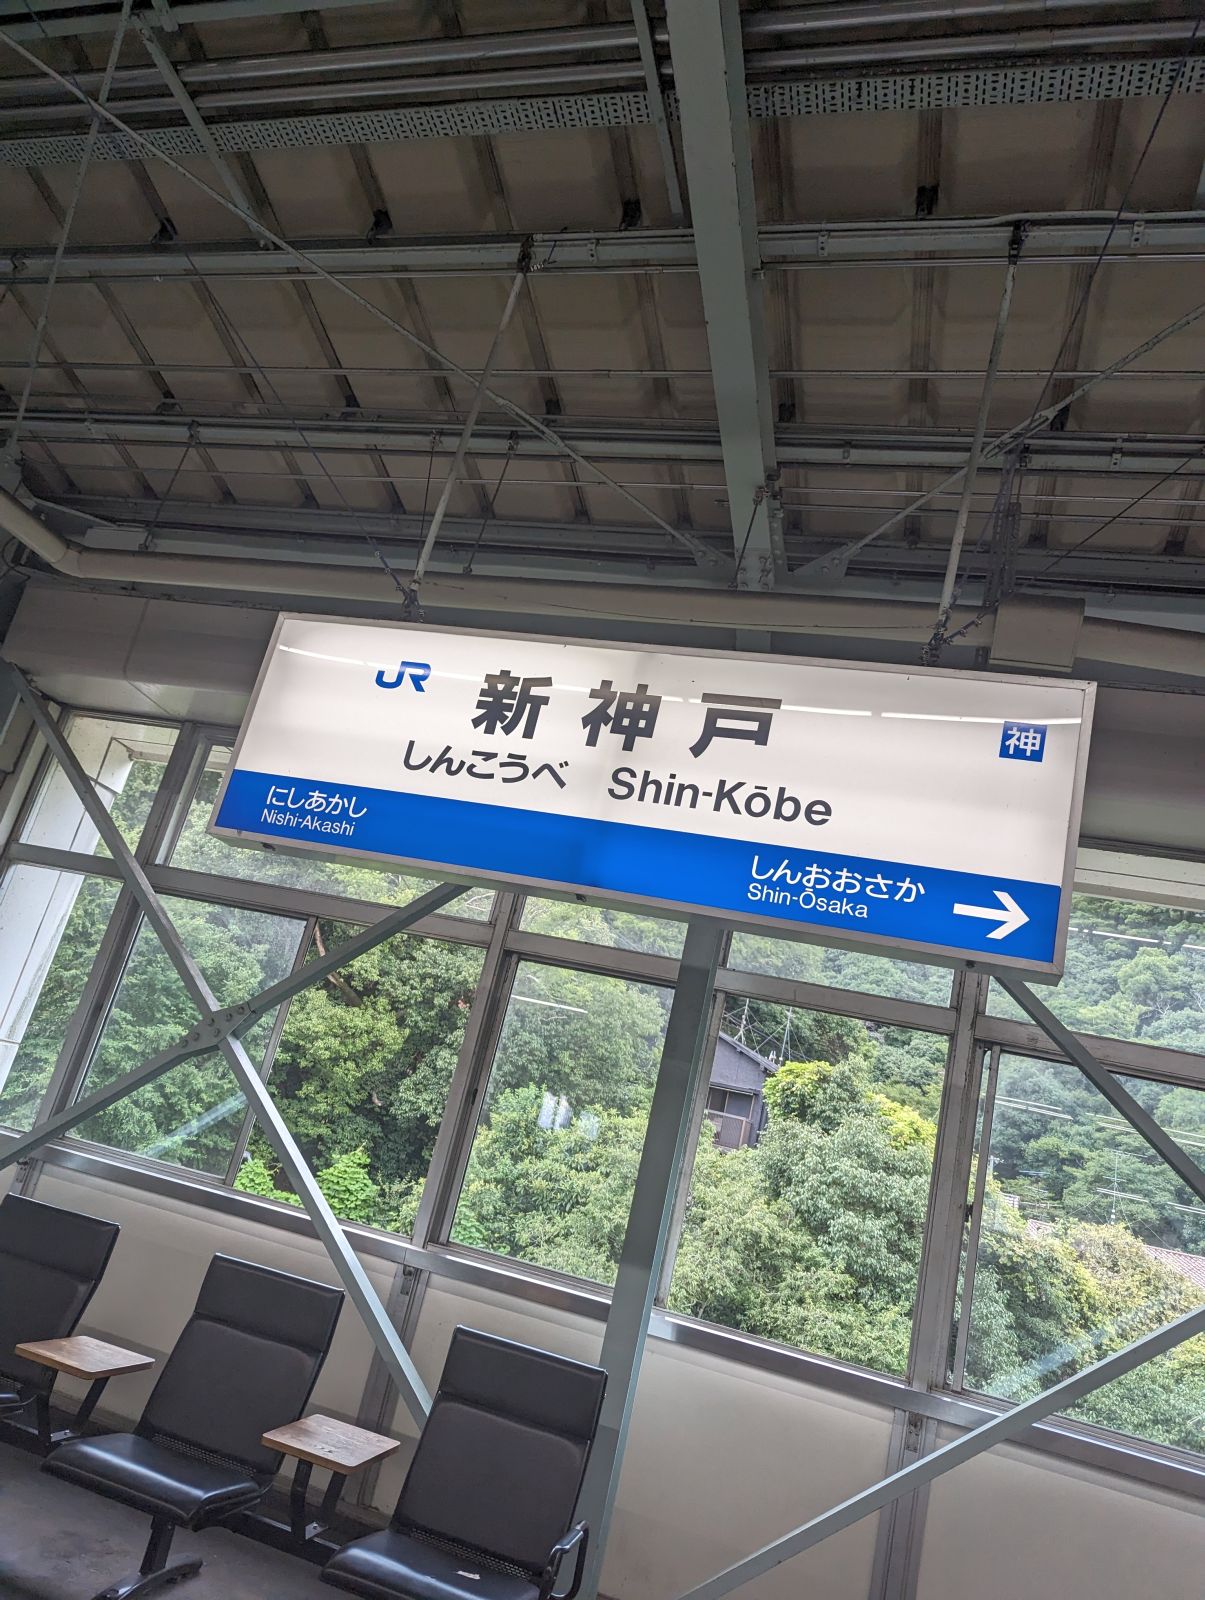 JR 新神戸
神
しんこうべ Shin-Kōbe
にしあかし
Nishi-Akashi
しんおおさか
Shin-Ōsaka
→